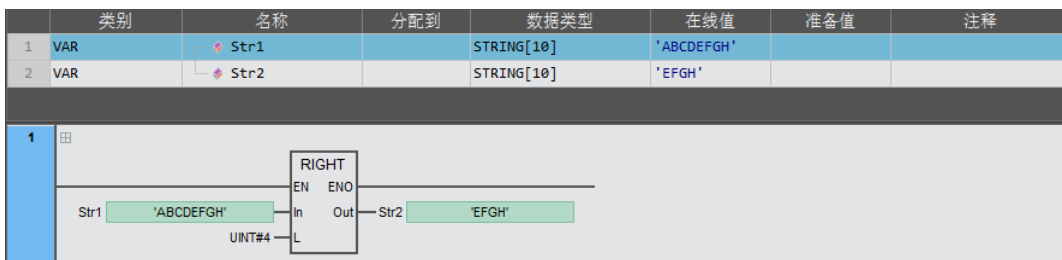 类别 名称 分配到 数据类型 在线值 准备值 注释
1 VAR Str1 STRING[10] 'ABCDEFGH'
2 VAR Str2 STRING[10] 'EFGH'
1
RIGHT
EN ENO
Str1 'ABCDEFGH' In Out Str2 'EFGH'
UINT#4 L